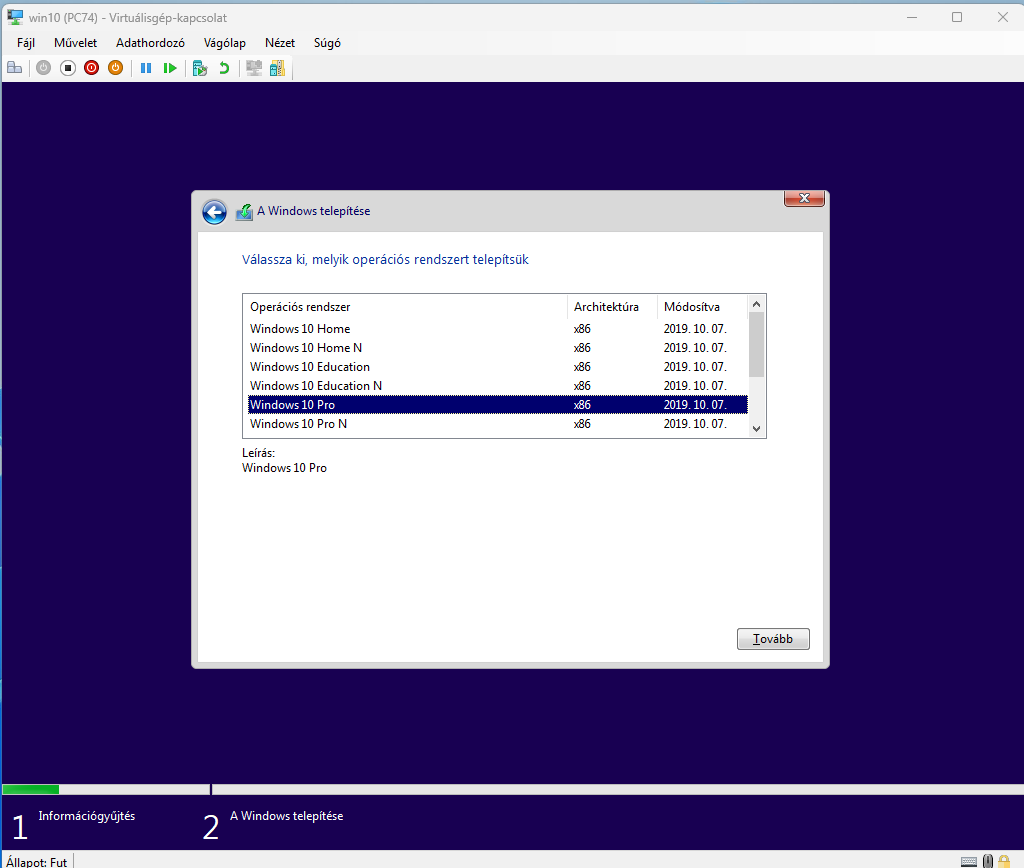 win10 (PC74) - Virtuálisgép-kapcsolat
Fájl Művelet Adathordozó Vágólap Nézet Súgó
A Windows telepítése
Válassza ki, melyik operációs rendszert telepítsük
Operációs rendszer Architektúra Módosítva
Windows 10 Home x86 2019. 10. 07.
Windows 10 Home N x86 2019. 10. 07.
Windows 10 Education x86 2019. 10. 07.
Windows 10 Education N x86 2019. 10. 07.
Windows 10 Pro x86 2019. 10. 07.
Windows 10 Pro N x86 2019. 10. 07.
Leírás:
Windows 10 Pro
Tovább
1 Információgyűjtés 2 A Windows telepítése
Állapot: Fut